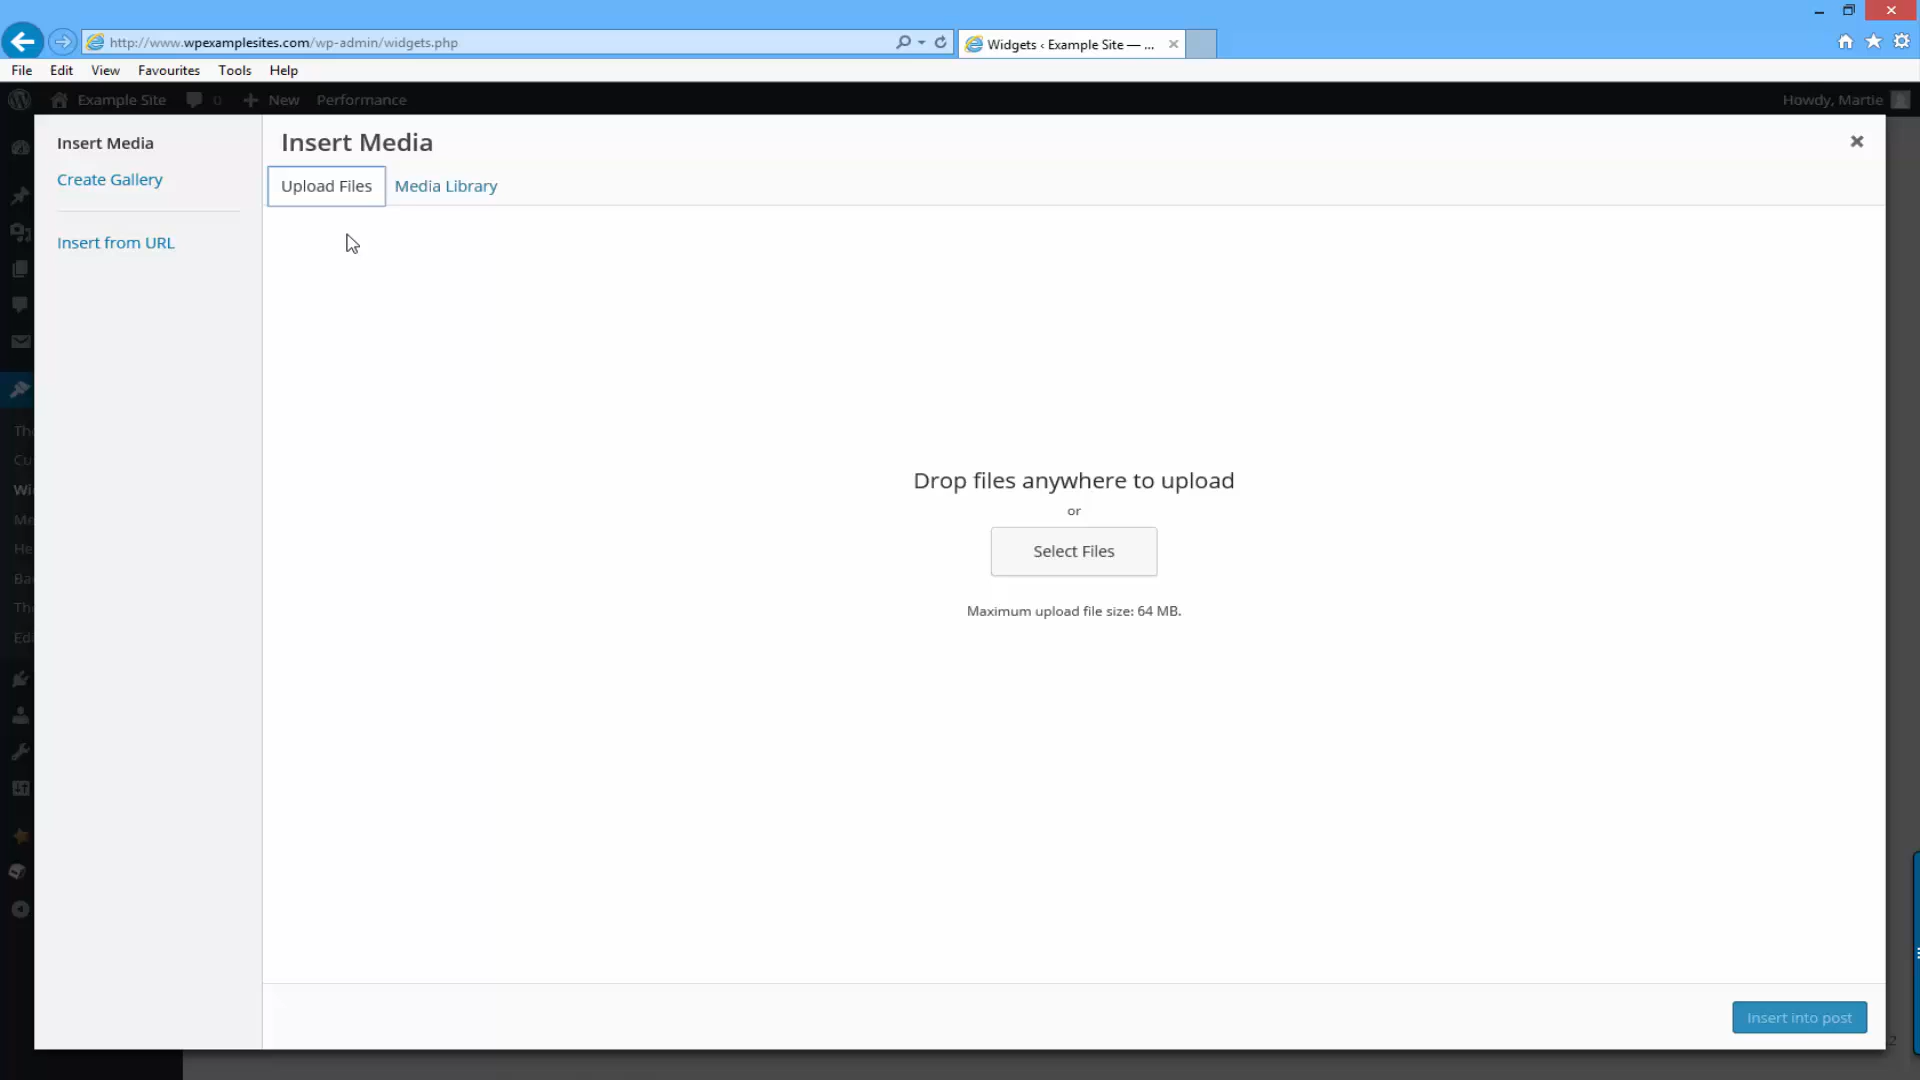 http://www.wpexamplesites.com/wp-admin/widgets.php
Widgets ‹ Example Site — ...
File Edit View Favourites Tools Help
Example Site 0 New Performance
Howdy, Martie
Insert Media
Create Gallery
Insert from URL
Insert Media
Upload Files Media Library
Drop files anywhere to upload
or
Select Files
Maximum upload file size: 64 MB.
Insert into post